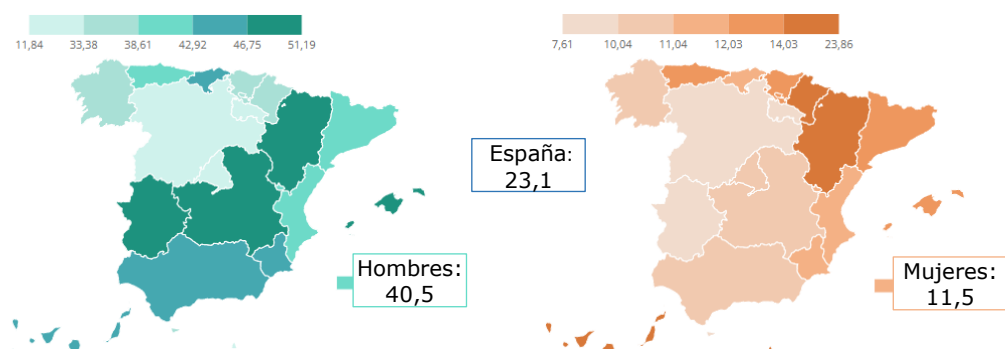 11,84 33,38 38,61 42,92 46,75 51,19
7,61 10,04 11,04 12,03 14,03 23,86
España:
23,1
Hombres:
40,5
Mujeres:
11,5